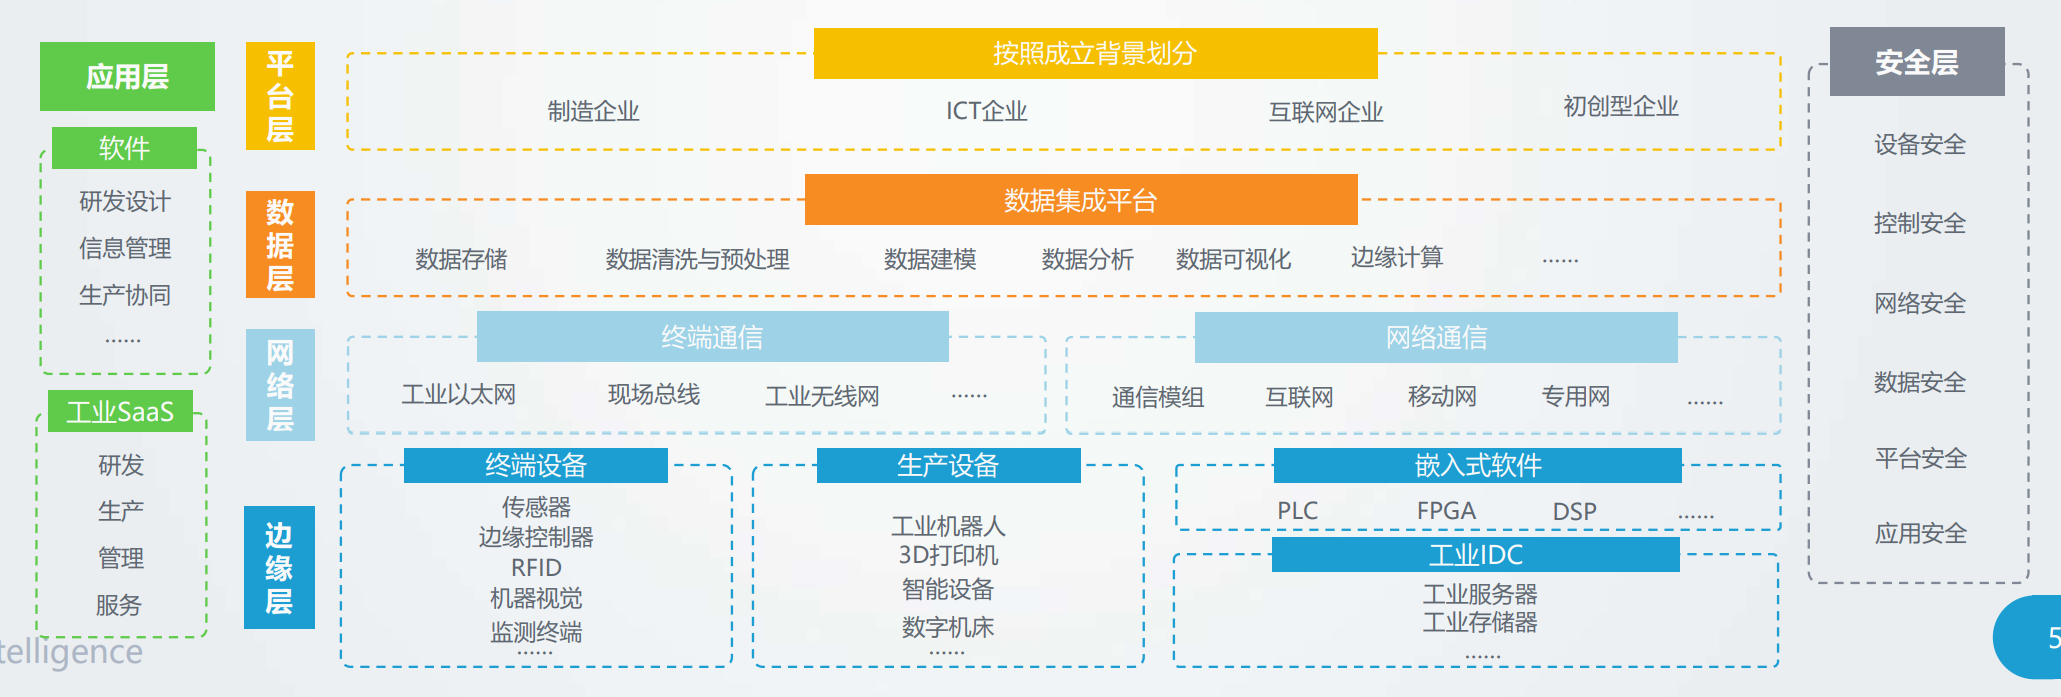 应用层
软件
研发设计
信息管理
生产协同
......
工业SaaS
研发
生产
管理
服务
telligence
平台层
按照成立背景划分
制造企业 ICT企业 互联网企业 初创型企业
数据层
数据集成平台
数据存储 数据清洗与预处理 数据建模 数据分析 数据可视化 边缘计算 ......
网络层
终端通信
工业以太网 现场总线 工业无线网 ......
网络通信
通信模组 互联网 移动网 专用网 ......
边缘层
终端设备
传感器
边缘控制器
RFID
机器视觉
监测终端
......
生产设备
工业机器人
3D打印机
智能设备
数字机床
......
嵌入式软件
PLC FPGA DSP ......
工业IDC
工业服务器
工业存储器
......
安全层
设备安全
控制安全
网络安全
数据安全
平台安全
应用安全
5